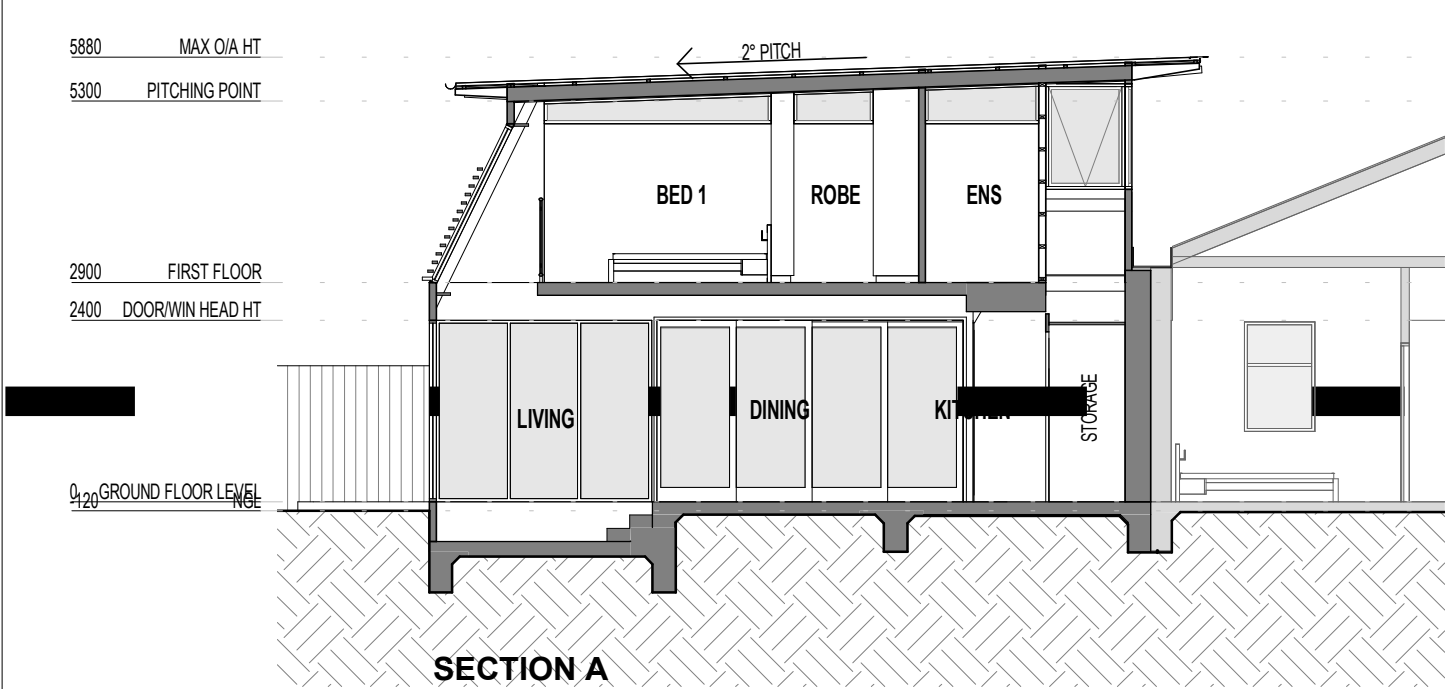 5880 MAX O/A HT
2° PITCH
5300 PITCHING POINT
BED 1
ROBE
ENS
2900 FIRST FLOOR
2400 DOOR/WIN HEAD HT
LIVING
DINING
KITCHEN
STORAGE
0 GROUND FLOOR LEVEL
-120 NGL
SECTION A